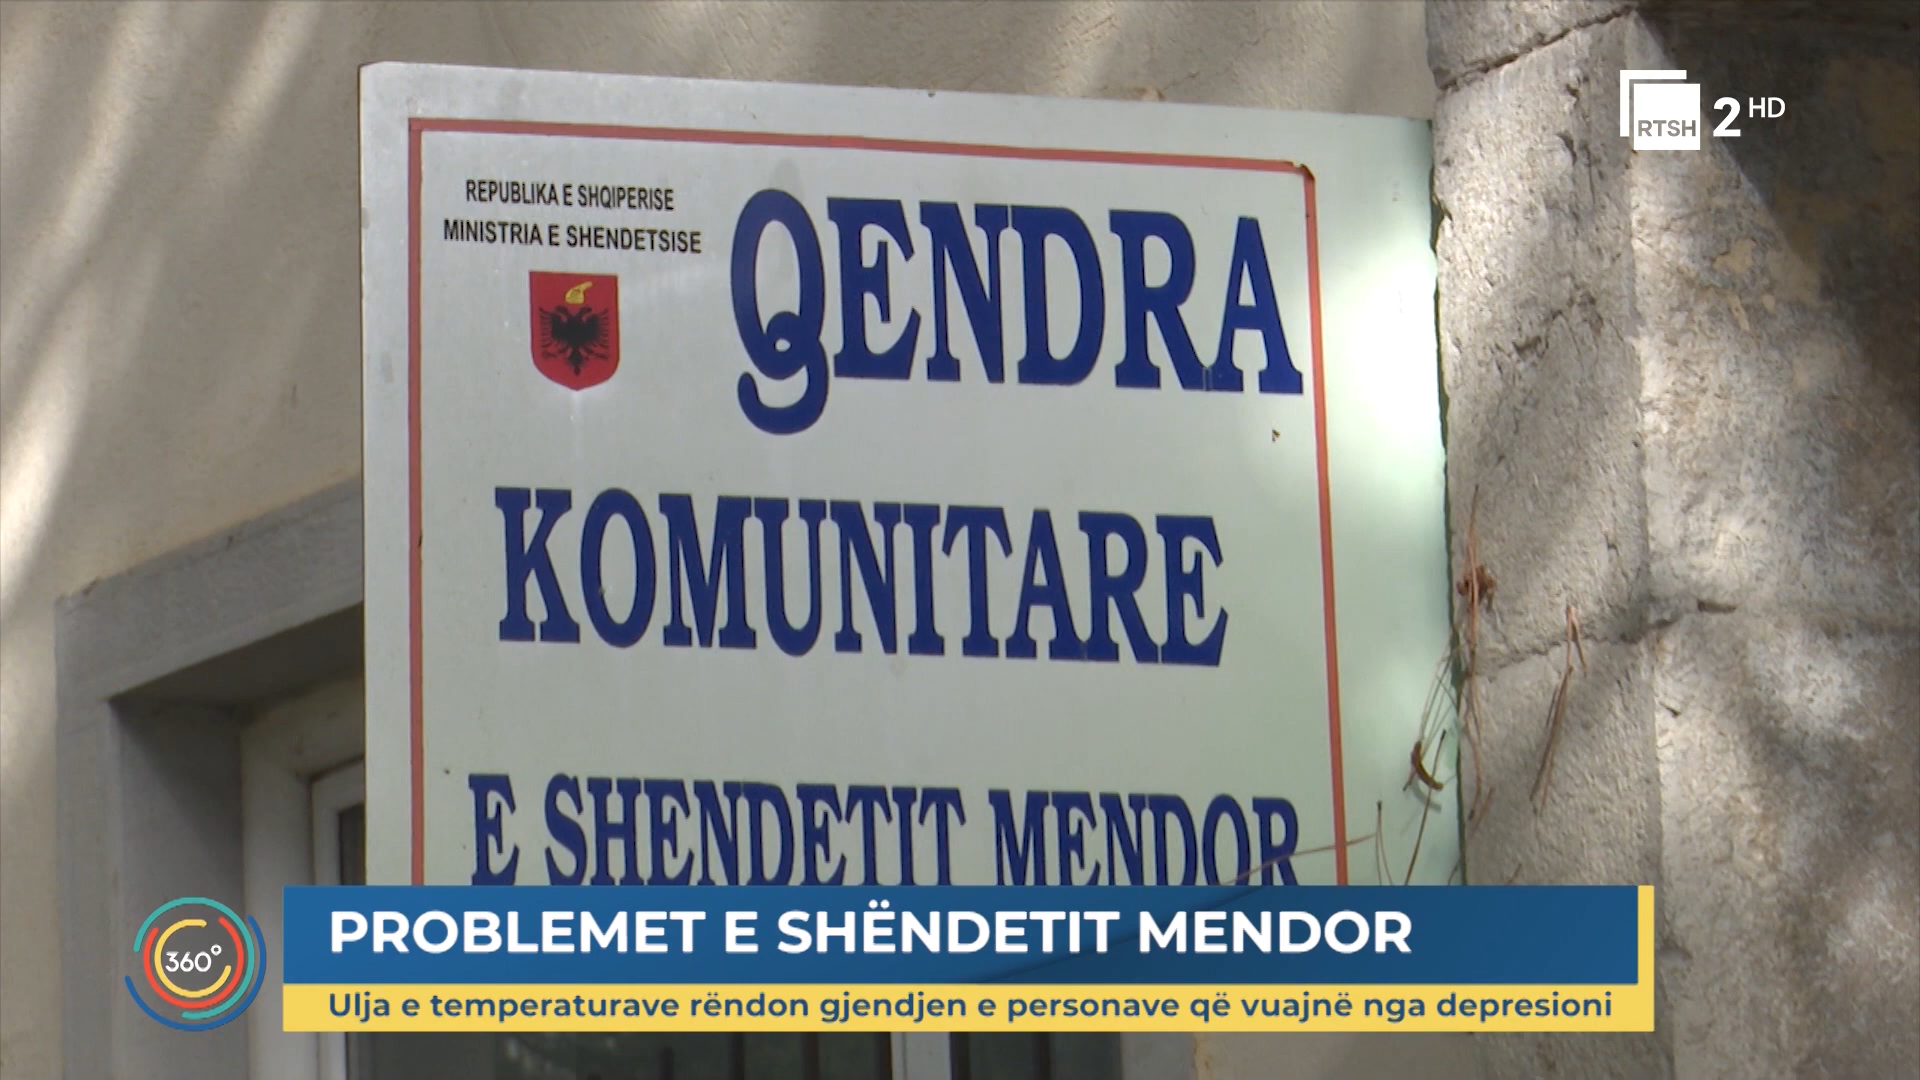 RTSH 2 HD
REPUBLIKA E SHQIPERISE
MINISTRIA E SHENDETSISE
QENDRA
KOMUNITARE
E SHENDETIT MENDOR
360°
PROBLEMET E SHËNDETIT MENDOR
Ulja e temperaturave rëndon gjendjen e personave që vuajnë nga depresioni